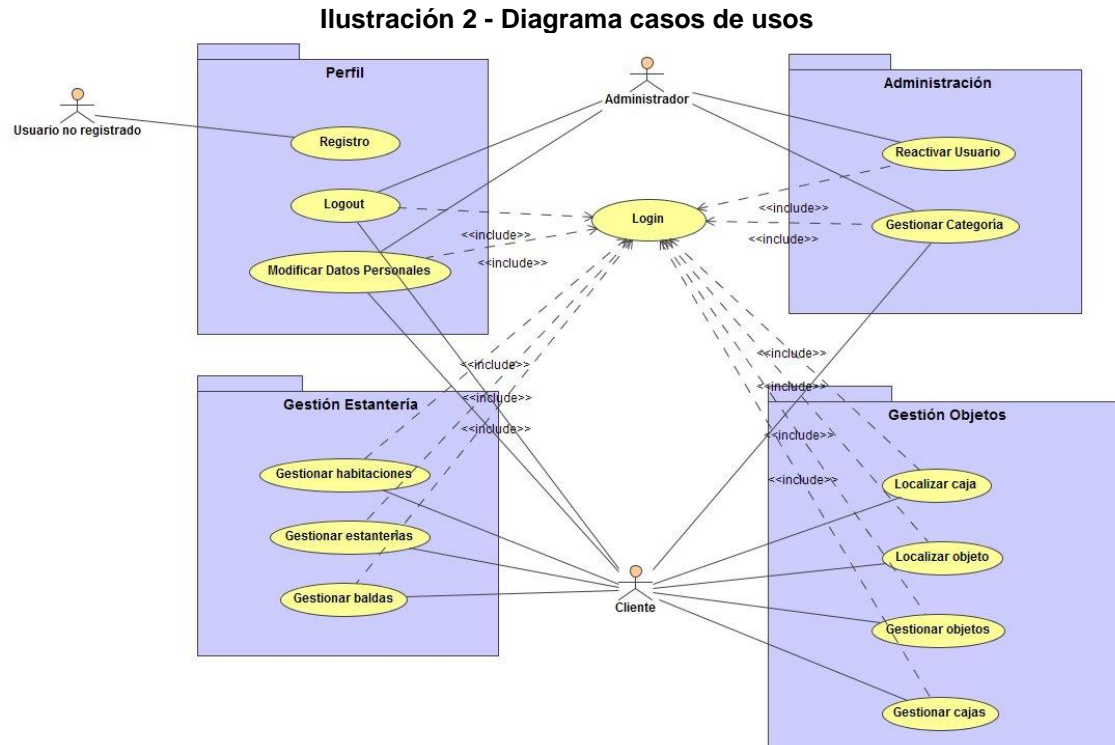 Ilustración 2 - Diagrama casos de usos
Perfil
Administrador
Administración
Usuario no registrado
Registro
Reactivar Usuario
Logout
Login
<<include>>
Gestionar Categoría
<<include>>
<<include>>
<<include>>
Modificar Datos Personales
<<include>>
<<include>>
<<include>>
<<include>>
<<include>>
<<include>>
<<include>>
Gestión Estantería
Gestión Objetos
Gestionar habitaciones
Localizar caja
Gestionar estanterías
Localizar objeto
Gestionar baldas
Cliente
Gestionar objetos
Gestionar cajas